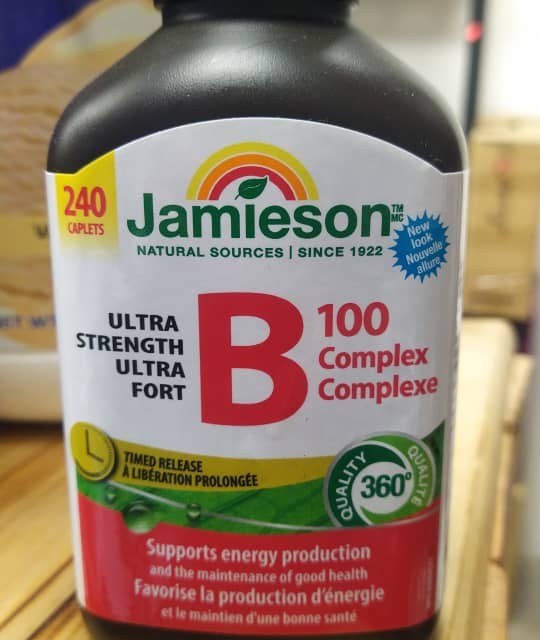 240
CAPLETS
Jamieson™
MC
NATURAL SOURCES | SINCE 1922
New
look
Nouvelle
allure
ULTRA
STRENGTH
ULTRA
FORT
B
100
Complex
Complexe
TIMED RELEASE
À LIBÉRATION PROLONGÉE
QUALITY
360°
QUALITÉ
Supports energy production
and the maintenance of good health
Favorise la production d'énergie
et le maintien d'une bonne santé